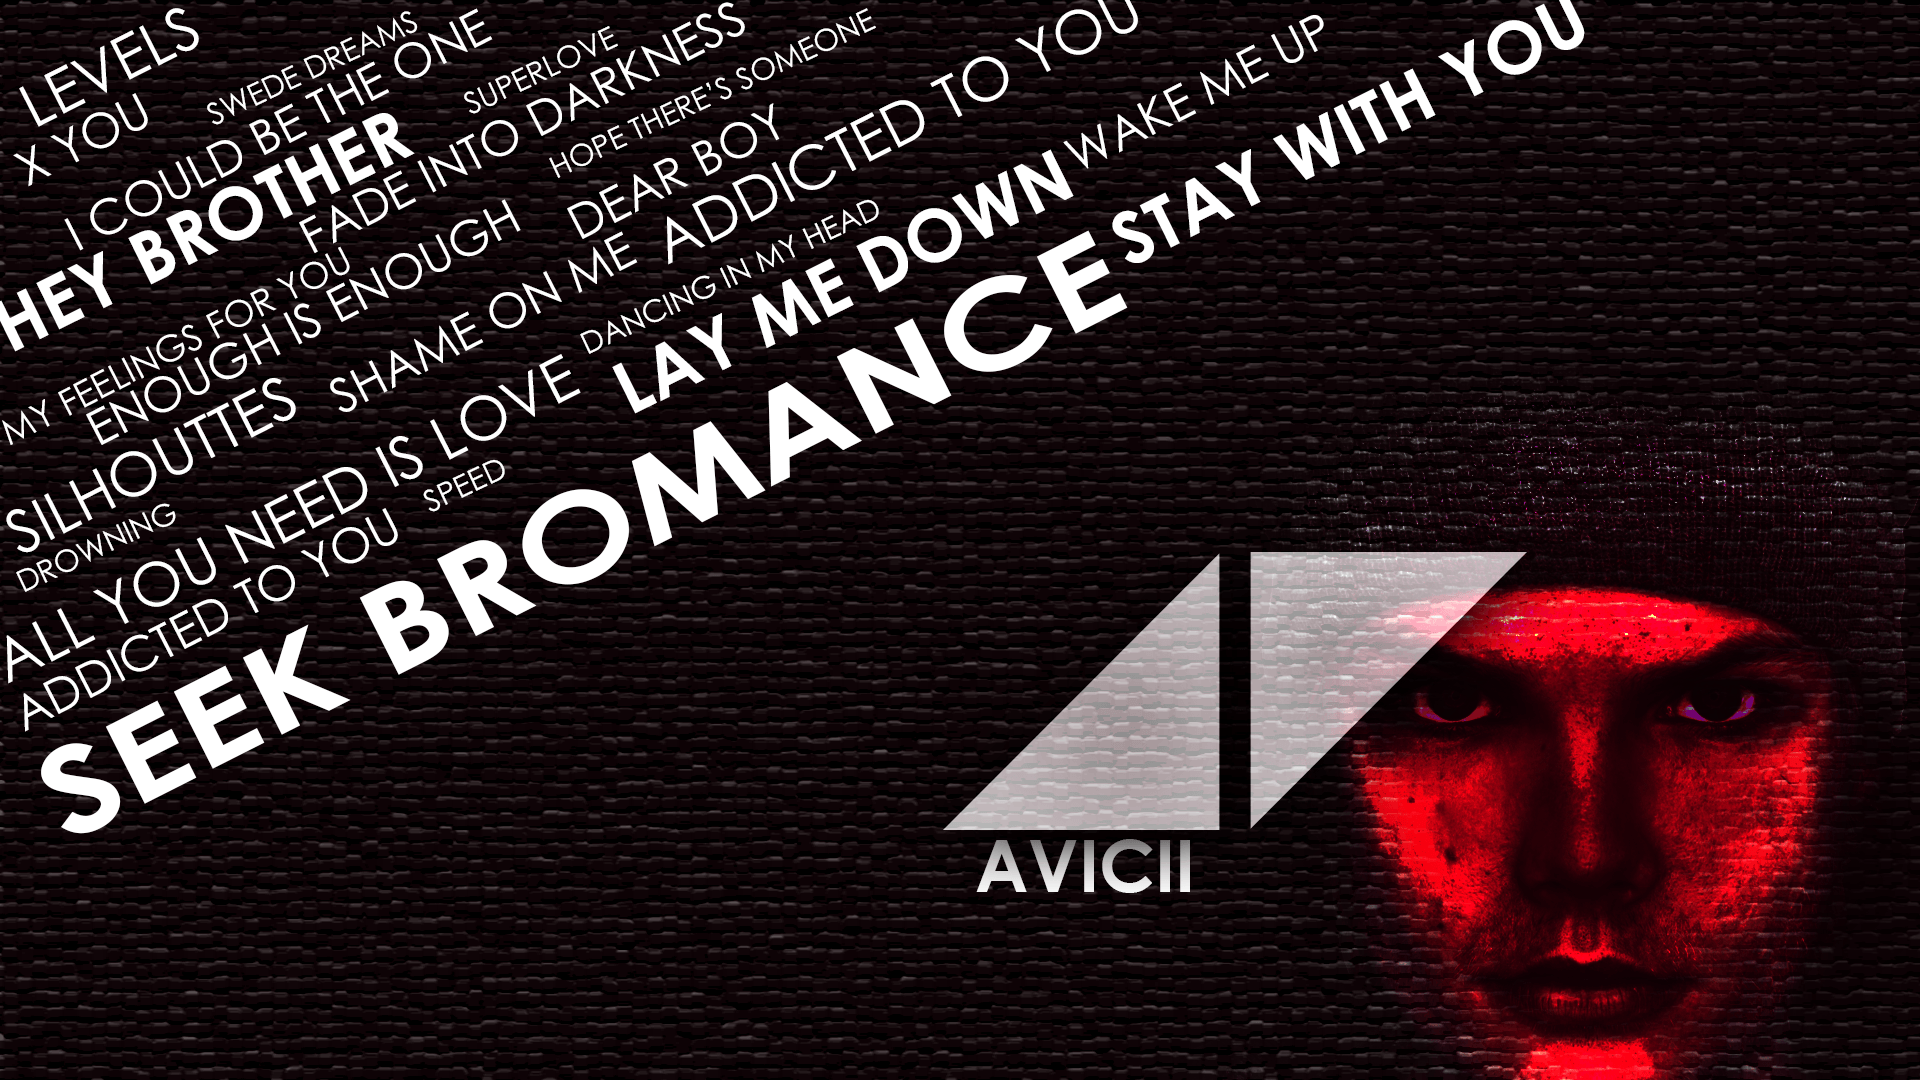 LEVELS
X YOU
SWEDE DREAMS
I COULD BE THE ONE
HEY BROTHER
SUPERLOVE
FADE INTO DARKNESS
HOPE THERE'S SOMEONE
MY FEELINGS FOR YOU
ENOUGH IS ENOUGH
DEAR BOY
SILHOUTTES
SHAME ON ME
ADDICTED TO YOU
DROWNING
ALL YOU NEED IS LOVE
DANCING IN MY HEAD
LAY ME DOWN
WAKE ME UP
ADDICTED TO YOU
SPEED
SEEK BROMANCE
STAY WITH YOU
AVICII